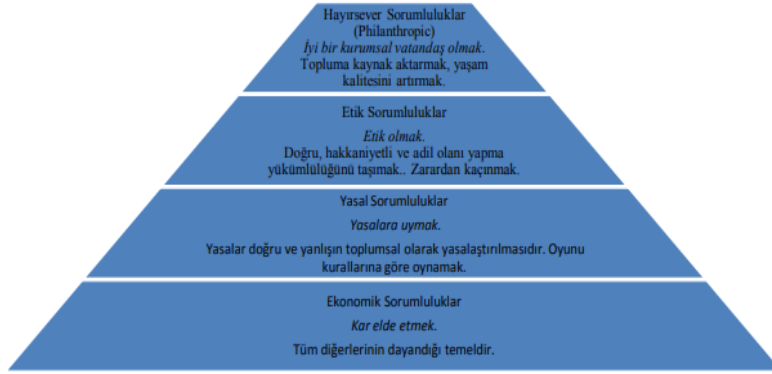 Hayırsever Sorumluluklar
(Philanthropic)
İyi bir kurumsal vatandaş olmak.
Topluma kaynak aktarmak, yaşam
kalitesini artırmak.
Etik Sorumluluklar
Etik olmak.
Doğru, hakkaniyetli ve adil olanı yapma
yükümlülüğünü taşımak.. Zarardan kaçınmak.
Yasal Sorumluluklar
Yasalara uymak.
Yasalar doğru ve yanlışın toplumsal olarak yasalaştırılmasıdır. Oyunu
kurallarına göre oynamak.
Ekonomik Sorumluluklar
Kar elde etmek.
Tüm diğerlerinin dayandığı temeldir.